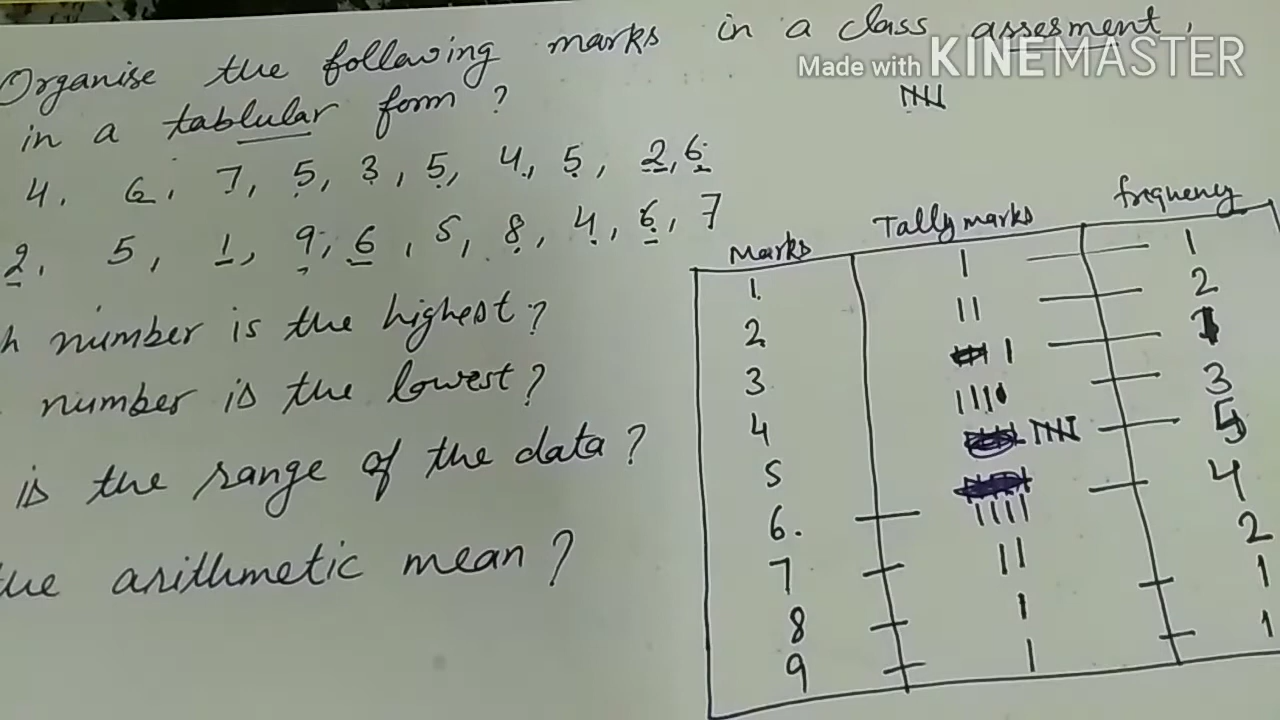 Organise the following marks in a class assesment,
in a tablular form?
4, 6, 7, 5, 3, 5, 4, 5, 2, 6
2, 5, 1, 9, 6, 5, 8, 4, 6, 7
number is the highest?
number is the lowest?
is the range of the data?
arithmetic mean?
Made with KINEMASTER
Marks Tally marks frequeney
1. | 1
2 || 2
3 | 1
4 ||| 3
5 𝍸 5
6. |||| 4
7 || 2
8 | 1
9 | 1